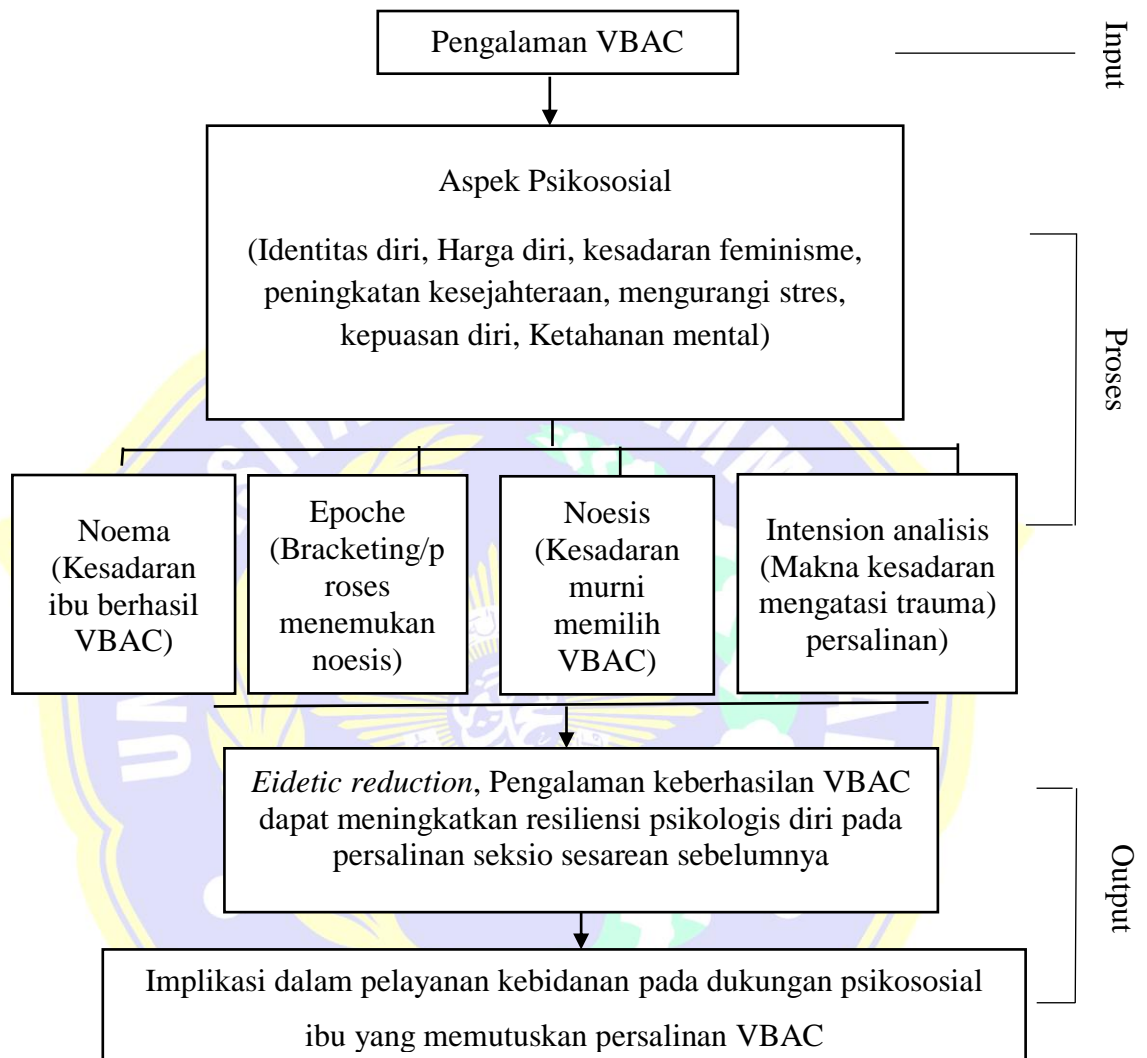 Pengalaman VBAC
Input
Aspek Psikososial
(Identitas diri, Harga diri, kesadaran feminisme,
peningkatan kesejahteraan, mengurangi stres,
kepuasan diri, Ketahanan mental)
Proses
Noema
(Kesadaran
ibu berhasil
VBAC)
Epoche
(Bracketing/p
roses
menemukan
noesis)
Noesis
(Kesadaran
murni
memilih
VBAC)
Intension analisis
(Makna kesadaran
mengatasi trauma)
persalinan)
Eidetic reduction, Pengalaman keberhasilan VBAC
dapat meningkatkan resiliensi psikologis diri pada
persalinan seksio sesarean sebelumnya
Output
Implikasi dalam pelayanan kebidanan pada dukungan psikososial
ibu yang memutuskan persalinan VBAC